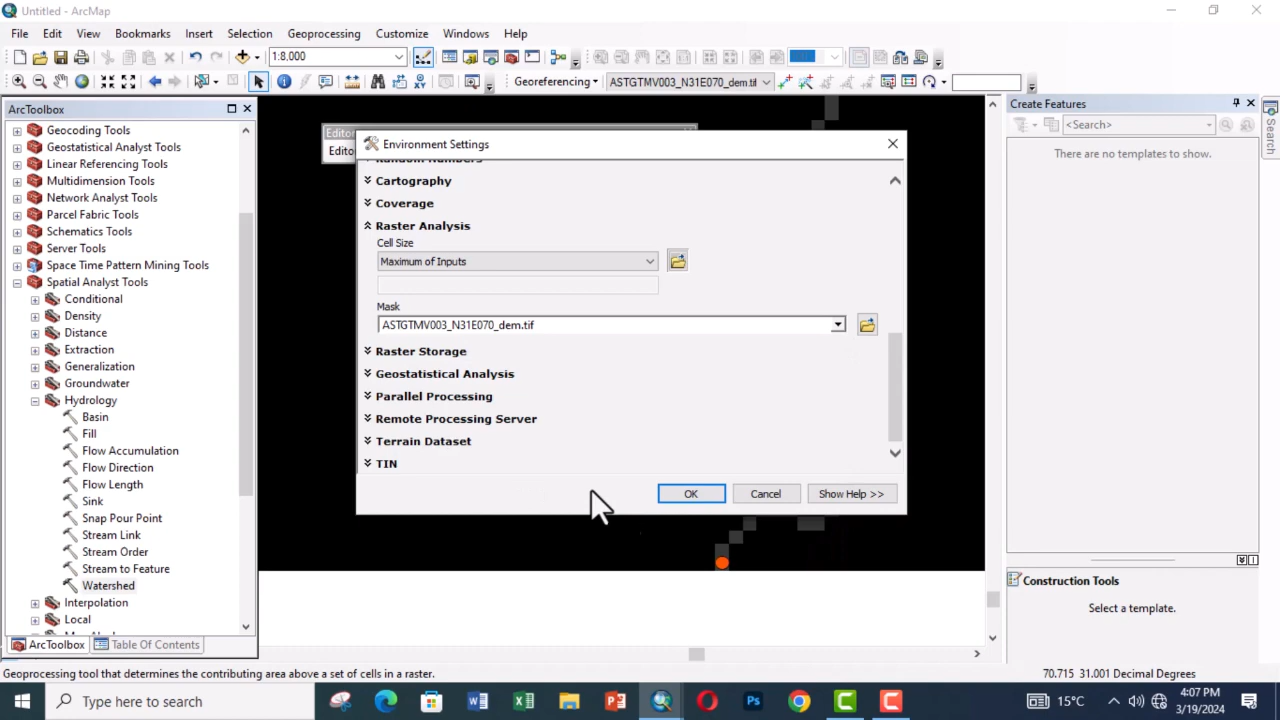 Untitled - ArcMap
File Edit View Bookmarks Insert Selection Geoprocessing Customize Windows Help
1:8.000
Georeferencing ASTGTMV003_N31E070_dem.tif
ArcToolbox
Create Features
Search
Geocoding Tools
Geostatistical Analyst Tools
Linear Referencing Tools
Multidimension Tools
Network Analyst Tools
Parcel Fabric Tools
Schematics Tools
Server Tools
Space Time Pattern Mining Tools
Spatial Analyst Tools
Conditional
Density
Distance
Extraction
Generalization
Groundwater
Hydrology
Basin
Fill
Flow Accumulation
Flow Direction
Flow Length
Sink
Snap Pour Point
Stream Link
Stream Order
Stream to Feature
Watershed
Interpolation
Local
ArcToolbox Table Of Contents
Editor
Edito
Environment Settings
Random Numbers
Cartography
Coverage
Raster Analysis
Cell Size
Maximum of Inputs
Mask
ASTGTMV003_N31E070_dem.tif
Raster Storage
Geostatistical Analysis
Parallel Processing
Remote Processing Server
Terrain Dataset
TIN
OK Cancel Show Help >>
<Search>
There are no templates to show.
Construction Tools
Select a template.
Geoprocessing tool that determines the contributing area above a set of cells in a raster.
70.715 31.001 Decimal Degrees
Type here to search
15°C
4:07 PM
3/19/2024